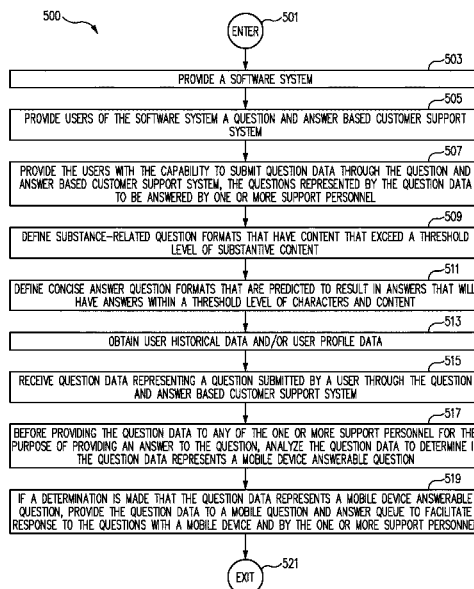 500
501
ENTER
503
PROVIDE A SOFTWARE SYSTEM
505
PROVIDE USERS OF THE SOFTWARE SYSTEM A QUESTION AND ANSWER BASED CUSTOMER SUPPORT
SYSTEM
507
PROVIDE THE USERS WITH THE CAPABILITY TO SUBMIT QUESTION DATA THROUGH THE QUESTION AND
ANSWER BASED CUSTOMER SUPPORT SYSTEM, THE QUESTIONS REPRESENTED BY THE QUESTION DATA
TO BE ANSWERED BY ONE OR MORE SUPPORT PERSONNEL
509
DEFINE SUBSTANCE-RELATED QUESTION FORMATS THAT HAVE CONTENT THAT EXCEED A THRESHOLD
LEVEL OF SUBSTANTIVE CONTENT
511
DEFINE CONCISE ANSWER QUESTION FORMATS THAT ARE PREDICTED TO RESULT IN ANSWERS THAT WILL
HAVE ANSWERS WITHIN A THRESHOLD LEVEL OF CHARACTERS AND CONTENT
513
OBTAIN USER HISTORICAL DATA AND/OR USER PROFILE DATA
515
RECEIVE QUESTION DATA REPRESENTING A QUESTION SUBMITTED BY A USER THROUGH THE QUESTION
AND ANSWER BASED CUSTOMER SUPPORT SYSTEM
517
BEFORE PROVIDING THE QUESTION DATA TO ANY OF THE ONE OR MORE SUPPORT PERSONNEL FOR THE
PURPOSE OF PROVIDING AN ANSWER TO THE QUESTION, ANALYZE THE QUESTION DATA TO DETERMINE
THE QUESTION DATA REPRESENTS A MOBILE DEVICE ANSWERABLE QUESTION
519
IF A DETERMINATION IS MADE THAT THE QUESTION DATA REPRESENTS A MOBILE DEVICE ANSWERABLE
QUESTION, PROVIDE THE QUESTION DATA TO A MOBILE QUESTION AND ANSWER QUEUE TO FACILITATE
RESPONSE TO THE QUESTIONS WITH A MOBILE DEVICE AND BY THE ONE OR MORE SUPPORT PERSONNEL
521
EXIT